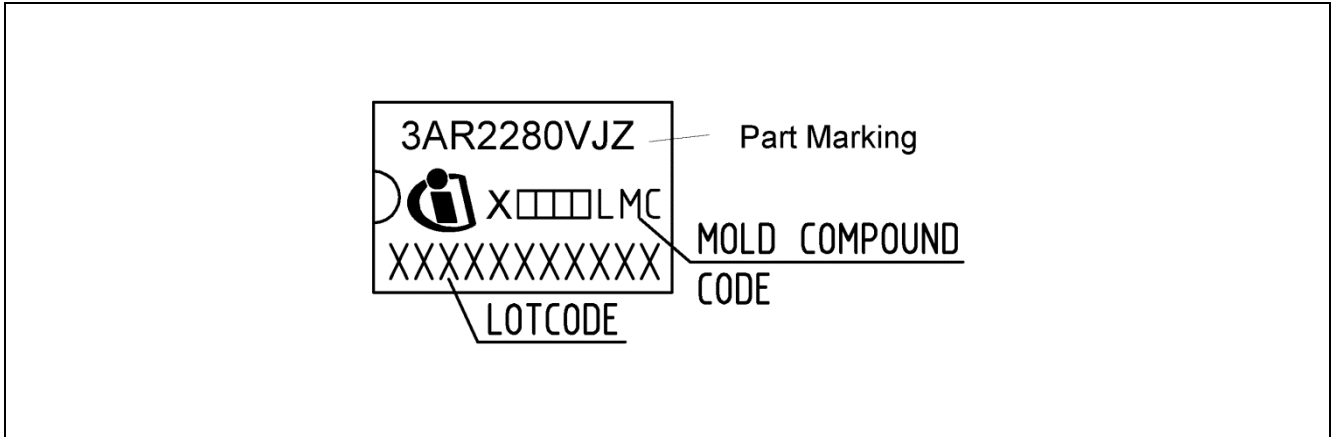 3AR2280VJZ
Part Marking
X□□□□LMC
MOLD COMPOUND
CODE
XXXXXXXXXXX
LOTCODE